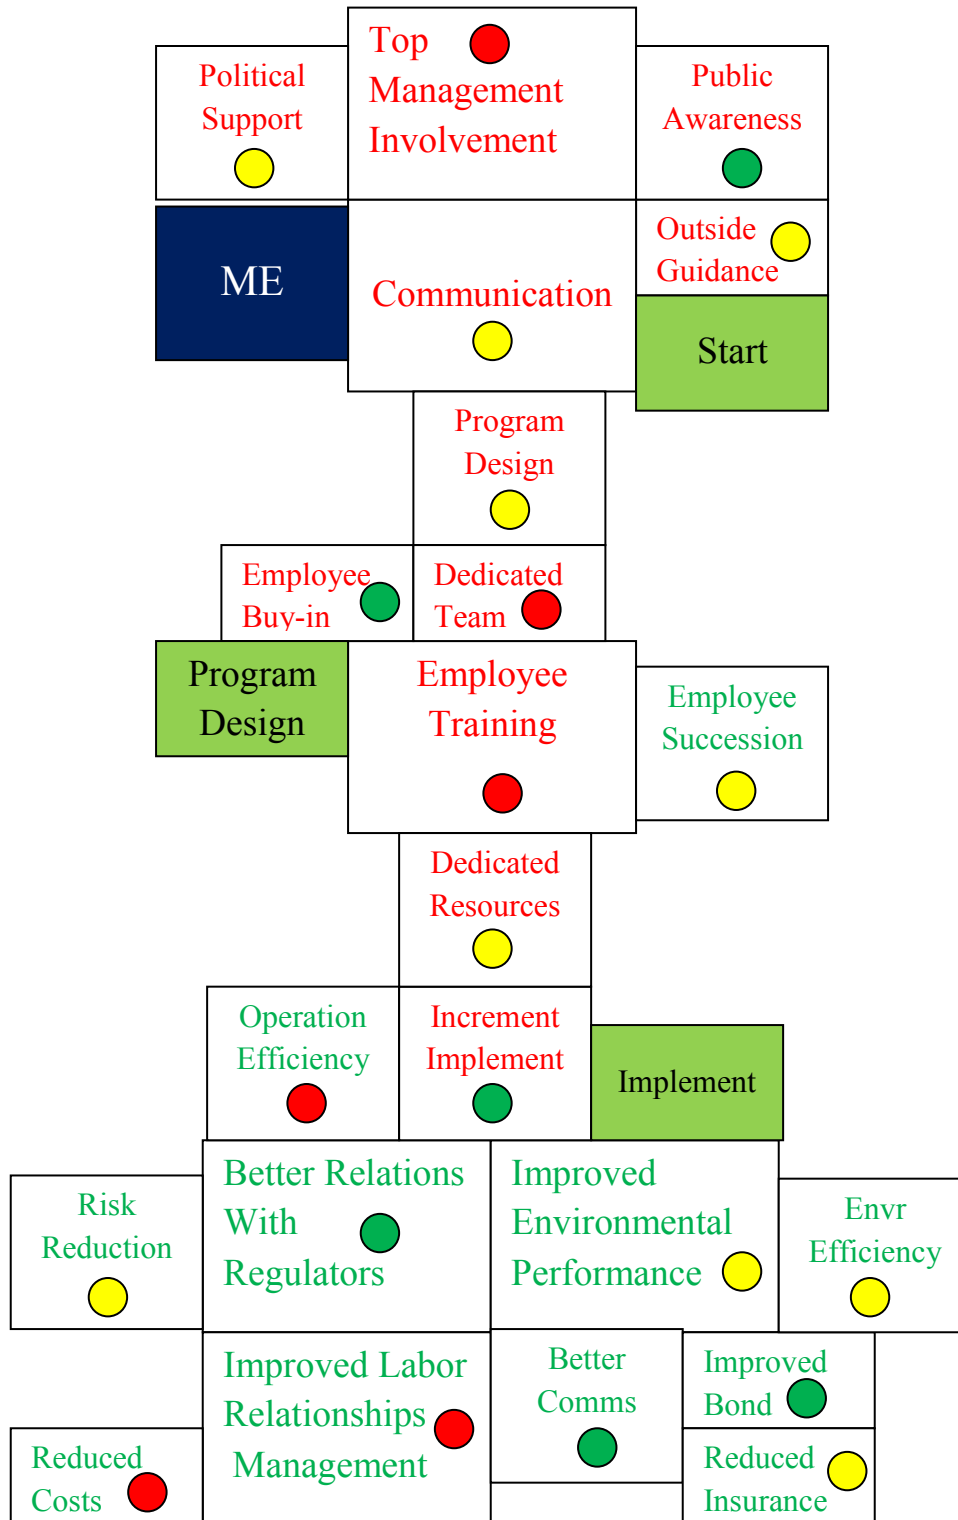 Top
Management
Involvement
Political
Support
Public
Awareness
ME
Communication
Outside
Guidance
Start
Program
Design
Employee
Buy-in
Dedicated
Team
Program
Design
Employee
Training
Employee
Succession
Dedicated
Resources
Operation
Efficiency
Increment
Implement
Implement
Risk
Reduction
Better Relations
With
Regulators
Improved
Environmental
Performance
Envr
Efficiency
Improved Labor
Relationships
Management
Better
Comms
Improved
Bond
Reduced
Costs
Reduced
Insurance